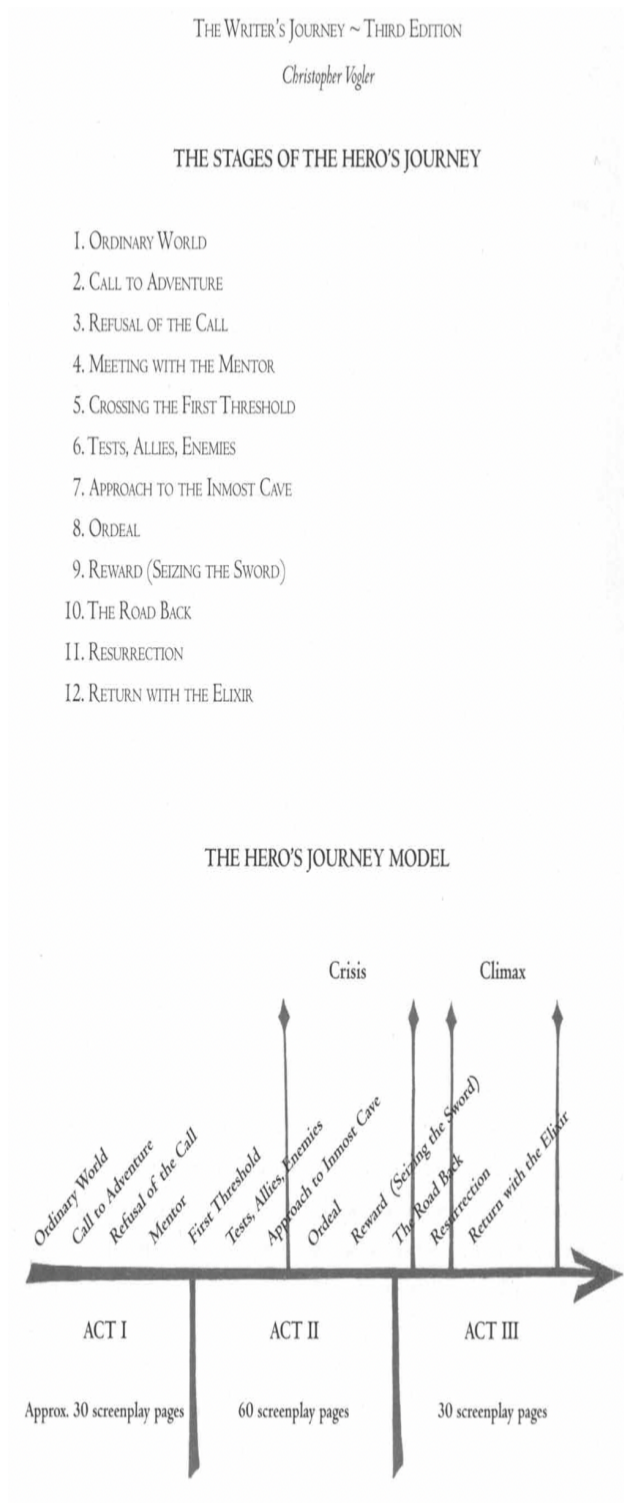 THE WRITER'S JOURNEY ~ THIRD EDITION
Christopher Vogler
THE STAGES OF THE HERO'S JOURNEY
1. ORDINARY WORLD
2. CALL TO ADVENTURE
3. REFUSAL OF THE CALL
4. MEETING WITH THE MENTOR
5. CROSSING THE FIRST THRESHOLD
6. TESTS, ALLIES, ENEMIES
7. APPROACH TO THE INMOST CAVE
8. ORDEAL
9. REWARD (SEIZING THE SWORD)
10. THE ROAD BACK
11. RESURRECTION
12. RETURN WITH THE ELIXIR
THE HERO'S JOURNEY MODEL
Crisis
Climax
Ordinary World
Call to Adventure
Refusal of the Call
Mentor
First Threshold
Tests, Allies, Enemies
Approach to Inmost Cave
Ordeal
Reward (Seizing the Sword)
The Road Back
Resurrection
Return with the Elixir
ACT I
ACT II
ACT III
Approx. 30 screenplay pages
60 screenplay pages
30 screenplay pages